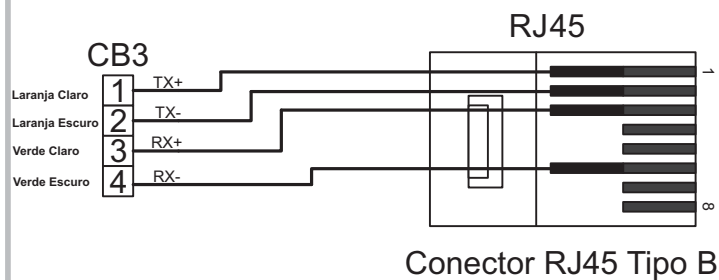 RJ45
CB3
Laranja Claro 1 TX+
Laranja Escuro 2 TX-
Verde Claro 3 RX+
Verde Escuro 4 RX-
1
8
Conector RJ45 Tipo B